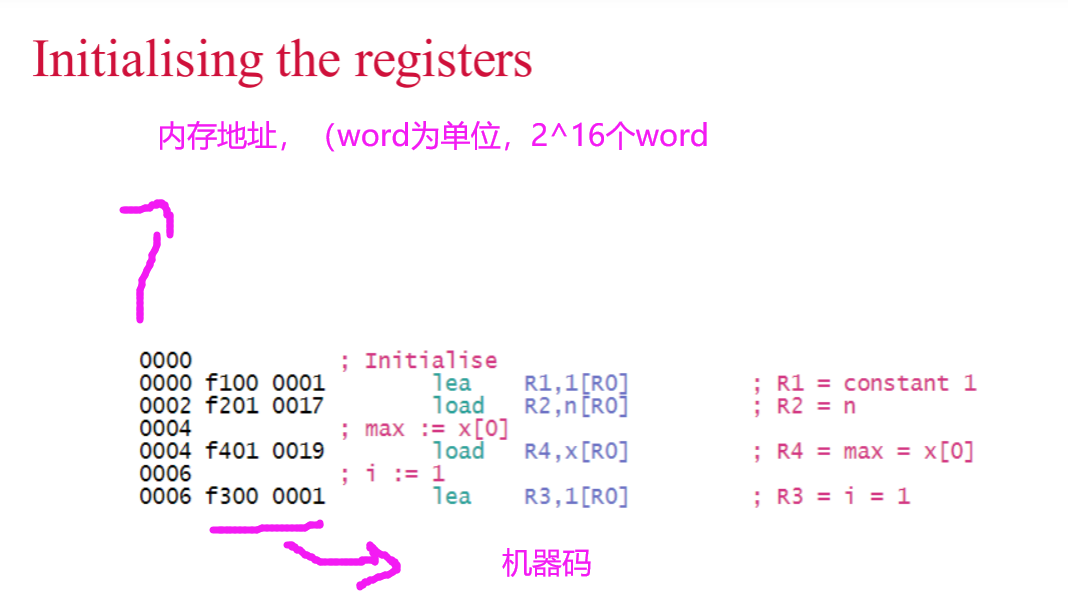 Initialising the registers
内存地址，（word为单位，2^16个word
0000 ; Initialise
0000 f100 0001 lea R1,1[R0] ; R1 = constant 1
0002 f201 0017 load R2,n[R0] ; R2 = n
0004 ; max := x[0]
0004 f401 0019 load R4,x[R0] ; R4 = max = x[0]
0006 ; i := 1
0006 f300 0001 lea R3,1[R0] ; R3 = i = 1
机器码